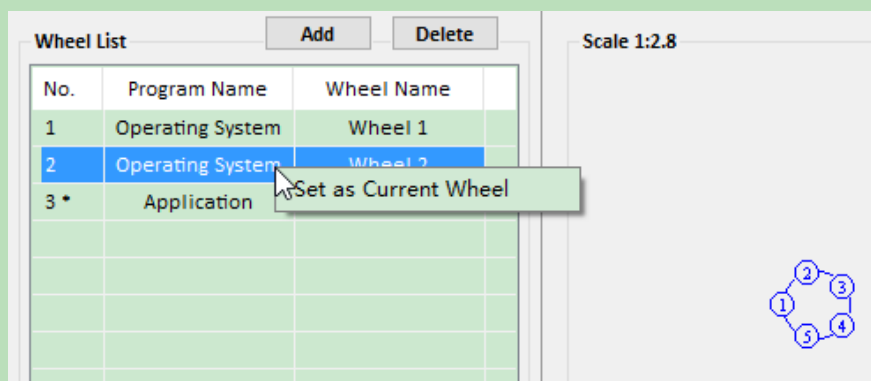 Wheel List
Add
Delete
Scale 1:2.8
No. Program Name Wheel Name
1 Operating System Wheel 1
2 Operating System Wheel 2
Set as Current Wheel
3 * Application
2
3
1
4
5